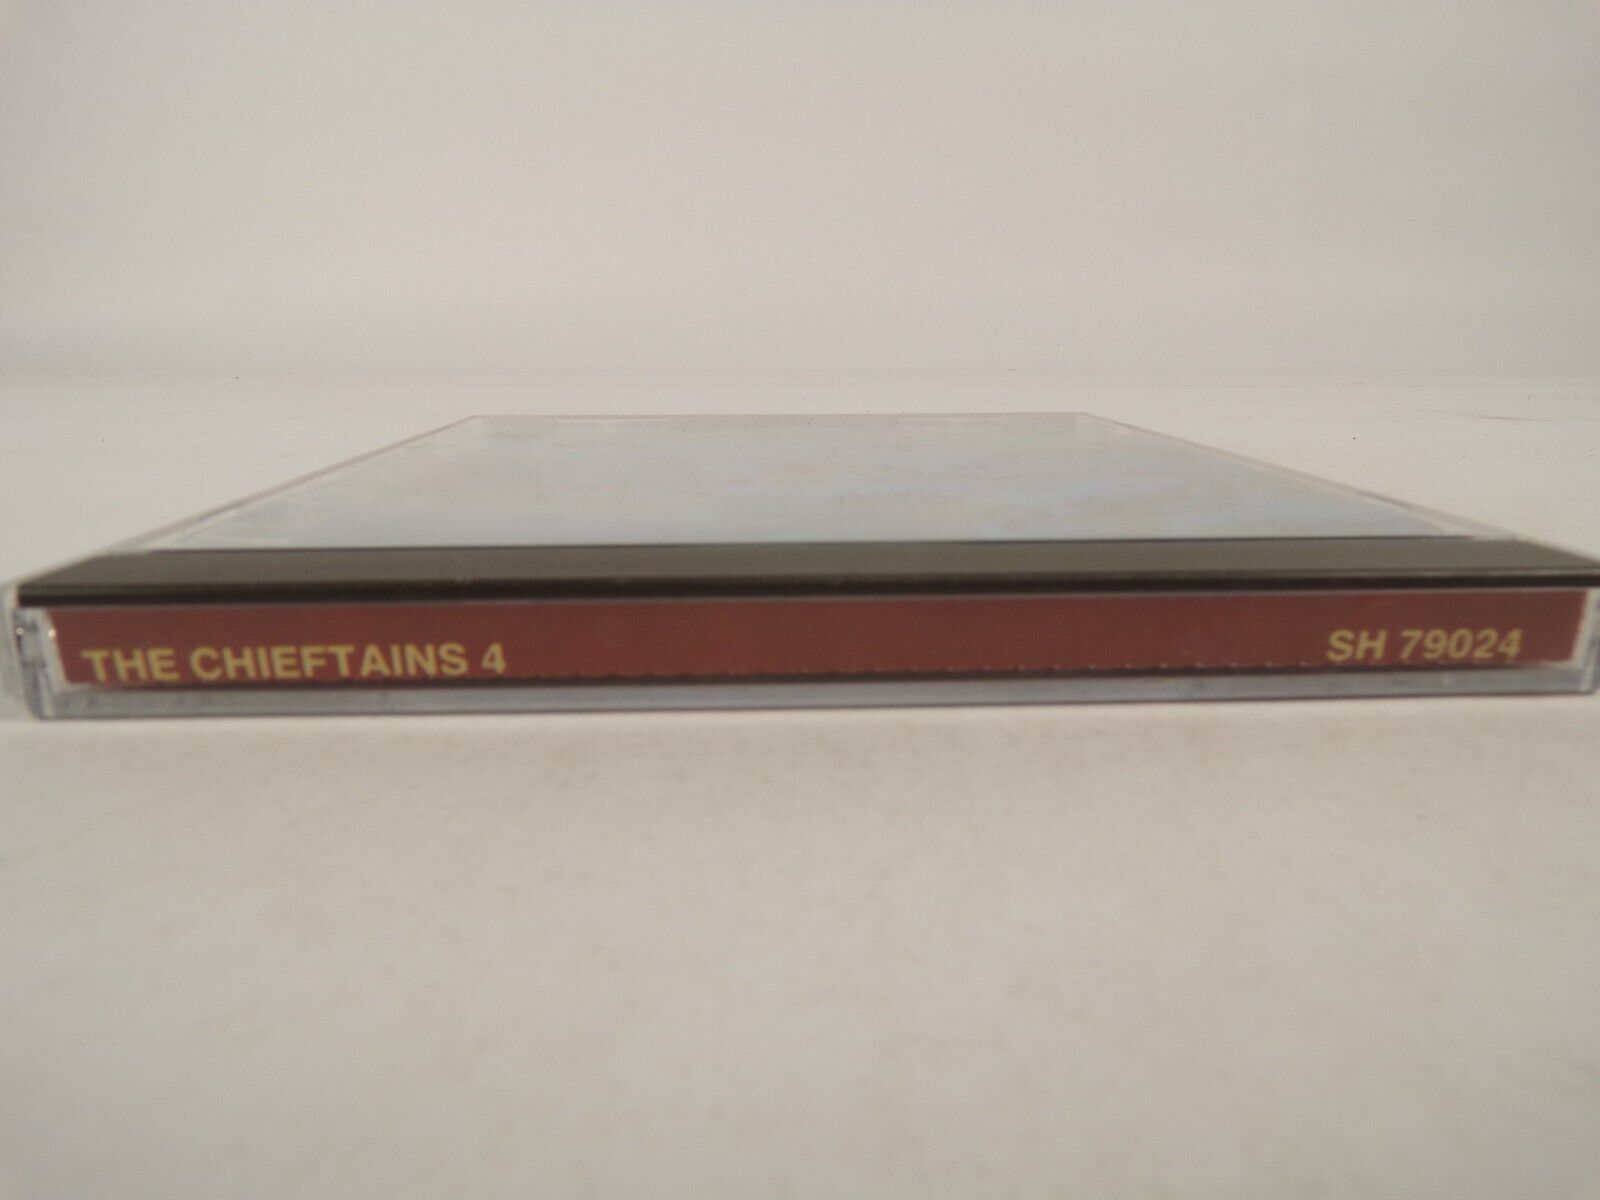 THE CHIEFTAINS 4 SH 79024